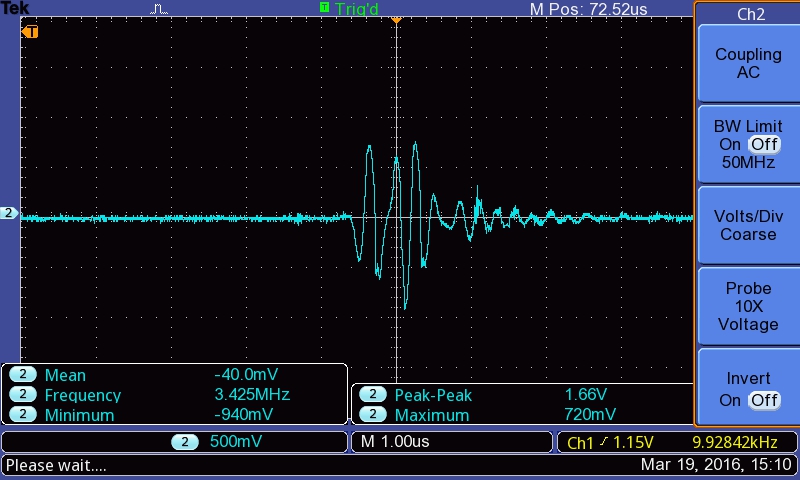 Tek
T Trig'd
M Pos: 72.52us
Ch2
T
Coupling
AC
BW Limit
On Off
50MHz
2
Volts/Div
Coarse
Probe
10X
Voltage
Invert
On Off
2 Mean -40.0mV
2 Frequency 3.425MHz
2 Minimum -940mV
2 Peak-Peak 1.66V
2 Maximum 720mV
2 500mV
M 1.00us
Ch1 / 1.15V 9.92842kHz
Please wait....
Mar 19, 2016, 15:10